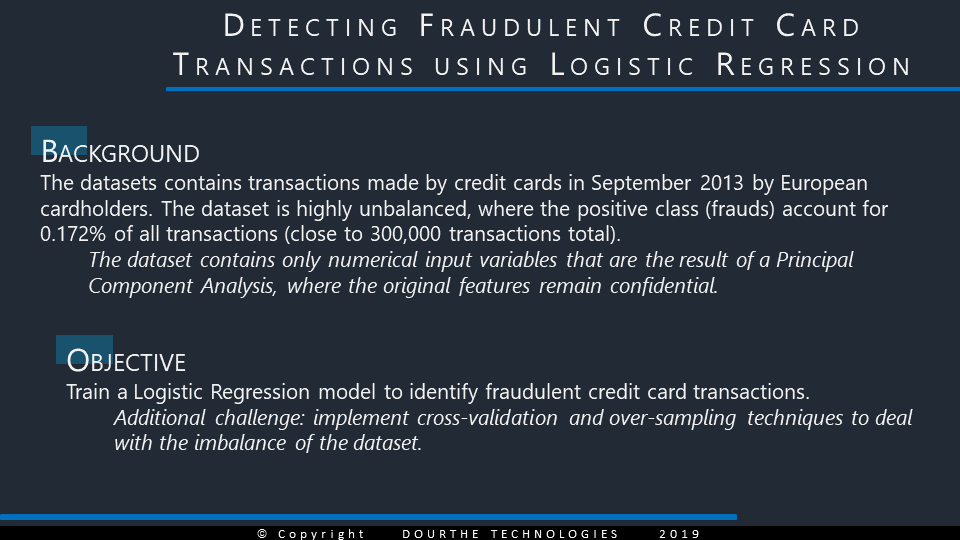 Detecting Fraudulent Credit Card
Transactions using Logistic Regression
Background
The datasets contains transactions made by credit cards in September 2013 by European
cardholders. The dataset is highly unbalanced, where the positive class (frauds) account for
0.172% of all transactions (close to 300,000 transactions total).
The dataset contains only numerical input variables that are the result of a Principal
Component Analysis, where the original features remain confidential.
Objective
Train a Logistic Regression model to identify fraudulent credit card transactions.
Additional challenge: implement cross-validation and over-sampling techniques to deal
with the imbalance of the dataset.
© Copyright DOURTHE TECHNOLOGIES 2019